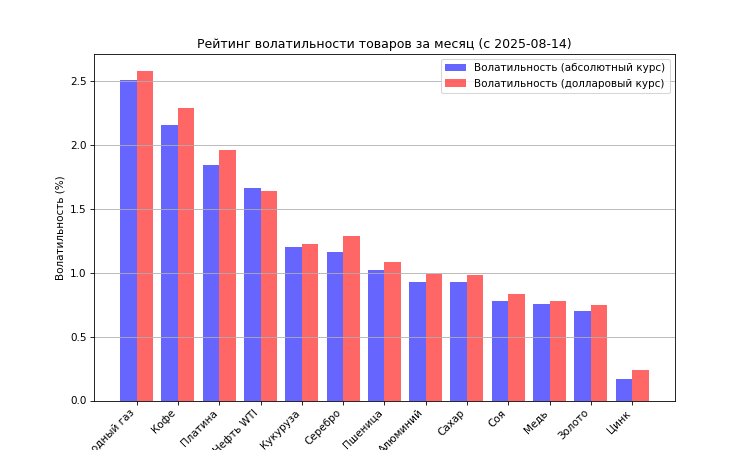 Рейтинг волатильности товаров за месяц (с 2025-08-14)
Волатильность (абсолютный курс)
Волатильность (долларовый курс)
Волатильность (%)
2.5
2.0
1.5
1.0
0.5
0.0
газ
Кофе
Платина
Нефть WTI
Кукуруза
Серебро
Пшеница
Алюминий
Сахар
Соя
Медь
Золото
Цинк